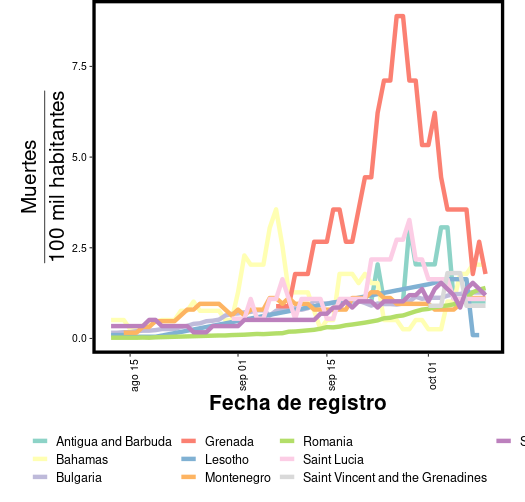 Muertes
100 mil habitantes
7.5
5.0
2.5
0.0
ago 15
sep 01
sep 15
oct 01
Fecha de registro
Antigua and Barbuda
Grenada
Romania
Bahamas
Lesotho
Saint Lucia
Bulgaria
Montenegro
Saint Vincent and the Grenadines